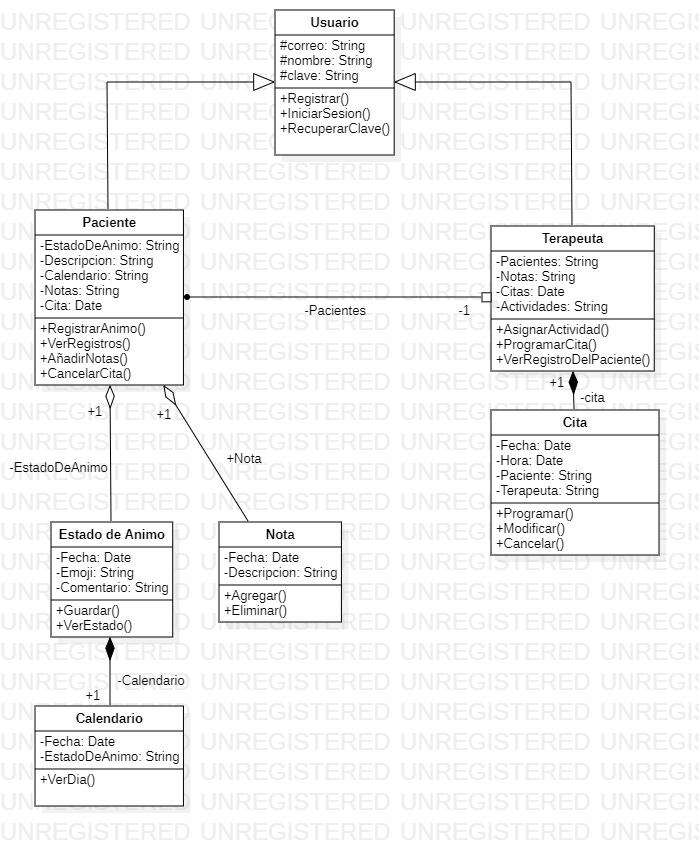 UNREGISTERED
Usuario
#correo: String
#nombre: String
#clave: String
+Registrar()
+IniciarSesion()
+RecuperarClave()
Paciente
-EstadoDeAnimo: String
-Descripcion: String
-Calendario: String
-Notas: String
-Cita: Date
+RegistrarAnimo()
+VerRegistros()
+AñadirNotas()
+CancelarCita()
-Pacientes
-1
Terapeuta
-Pacientes: String
-Notas: String
-Citas: Date
-Actividades: String
+AsignarActividad()
+ProgramarCita()
+VerRegistroDelPaciente()
+1
-cita
Cita
-Fecha: Date
-Hora: Date
-Paciente: String
-Terapeuta: String
+Programar()
+Modificar()
+Cancelar()
+1
-EstadoDeAnimo
+1
+Nota
Estado de Animo
-Fecha: Date
-Emoji: String
-Comentario: String
+Guardar()
+VerEstado()
Nota
-Fecha: Date
-Descripcion: String
+Agregar()
+Eliminar()
-Calendario
+1
Calendario
-Fecha: Date
-EstadoDeAnimo: String
+VerDia()